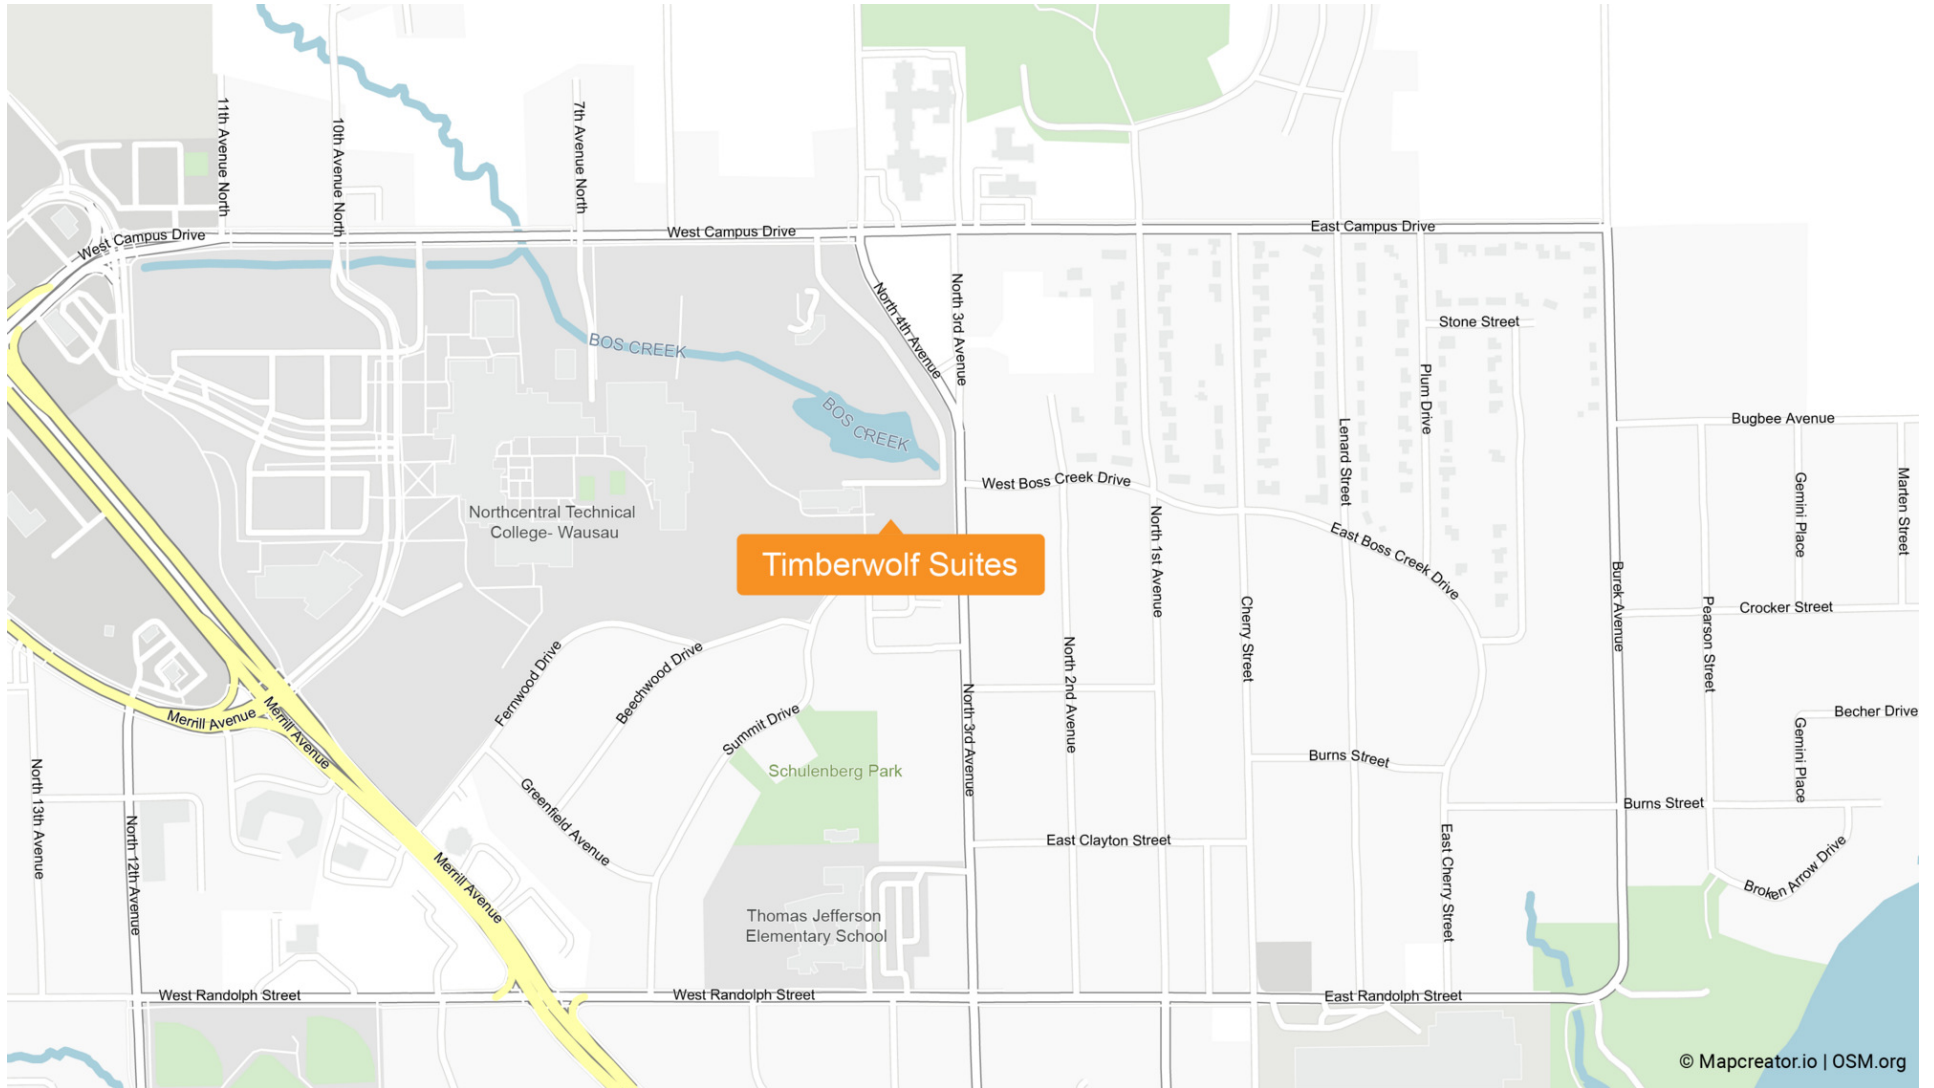 11th Avenue North
10th Avenue North
7th Avenue North
West Campus Drive
West Campus Drive
East Campus Drive
North 4th Avenue
North 3rd Avenue
Stone Street
BOS CREEK
BOS CREEK
Plum Drive
Lenard Street
Bugbee Avenue
West Boss Creek Drive
Gemini Place
Marten Street
Northcentral Technical
College- Wausau
North 1st Avenue
East Boss Creek Drive
Timberwolf Suites
Burek Avenue
Pearson Street
Crocker Street
Cherry Street
North 2nd Avenue
Fernwood Drive
Beechwood Drive
Merrill Avenue
Merrill Avenue
Summit Drive
North 3rd Avenue
Becher Drive
Gemini Place
Burns Street
Schulenberg Park
North 13th Avenue
North 12th Avenue
Greenfield Avenue
Burns Street
East Clayton Street
Merrill Avenue
East Cherry Street
Broken Arrow Drive
Thomas Jefferson
Elementary School
West Randolph Street
West Randolph Street
East Randolph Street
© Mapcreator.io | OSM.org